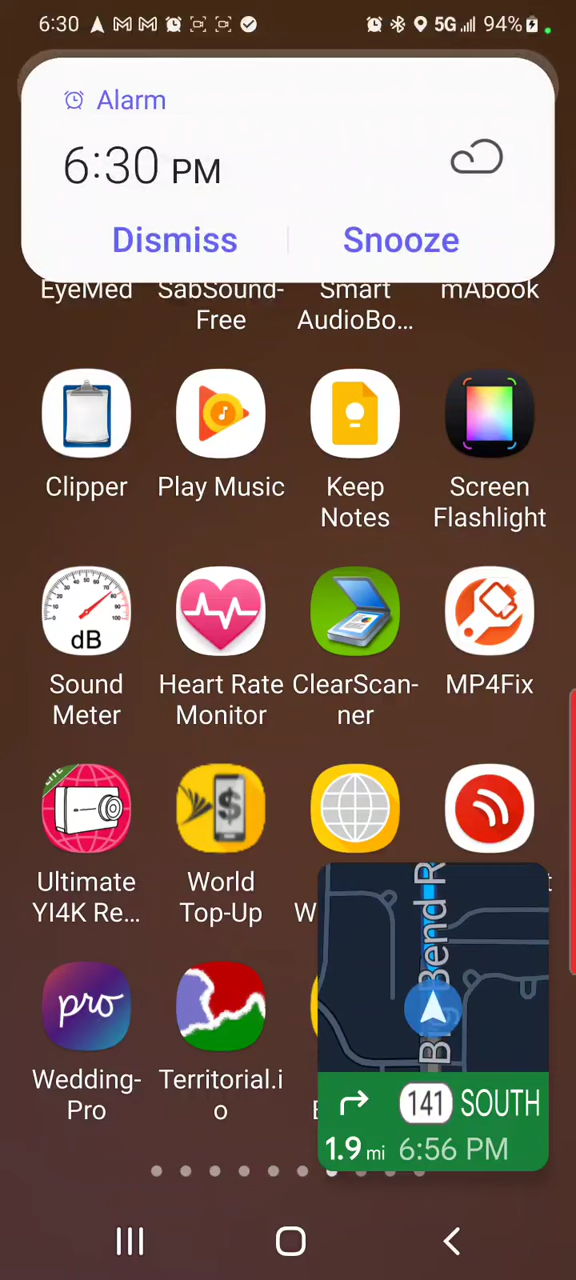 6:30
5G 94%
Alarm
6:30 PM
Dismiss
Snooze
EyeMed
SabSound-
Free
Smart
AudioBo...
mAbook
Clipper
Play Music
Keep
Notes
Screen
Flashlight
dB
Sound
Meter
Heart Rate
Monitor
ClearScan-
ner
MP4Fix
LITE
Ultimate
YI4K Re...
$
World
Top-Up
W
t
pro
Wedding-
Pro
Territorial.i
o
Bend R
141 SOUTH
1.9 mi 6:56 PM